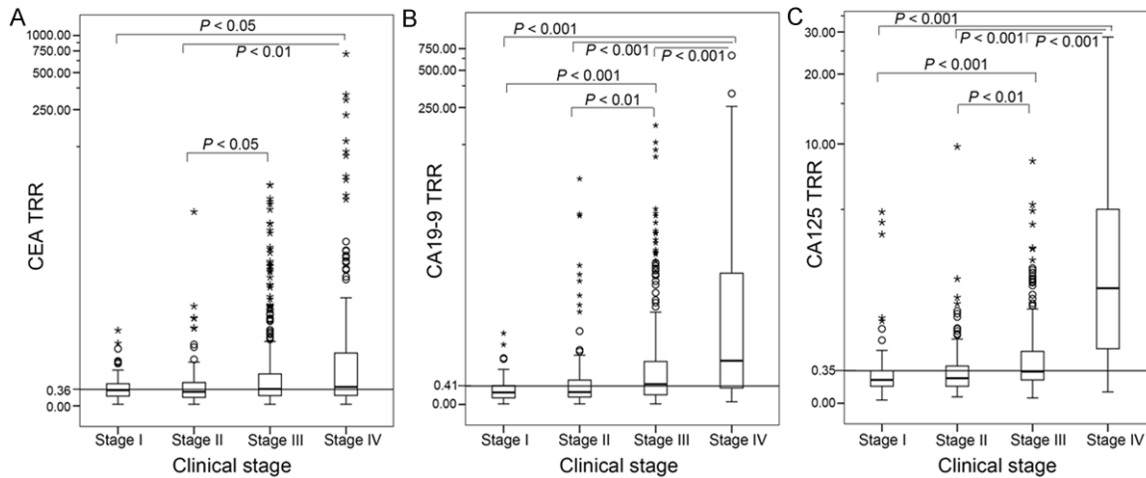 A
P < 0.05
P < 0.01
P < 0.05
CEA TRR
1000.00
750.00
500.00
250.00
0.36
0.00
Stage I Stage II Stage III Stage IV
Clinical stage
B
P < 0.001
P < 0.001
P < 0.001
P < 0.001
P < 0.01
CA19-9 TRR
750.00
500.00
250.00
0.41
0.00
Stage I Stage II Stage III Stage IV
Clinical stage
C
P < 0.001
P < 0.001
P < 0.001
P < 0.001
P < 0.01
CA125 TRR
30.00
20.00
10.00
0.35
0.00
Stage I Stage II Stage III Stage IV
Clinical stage